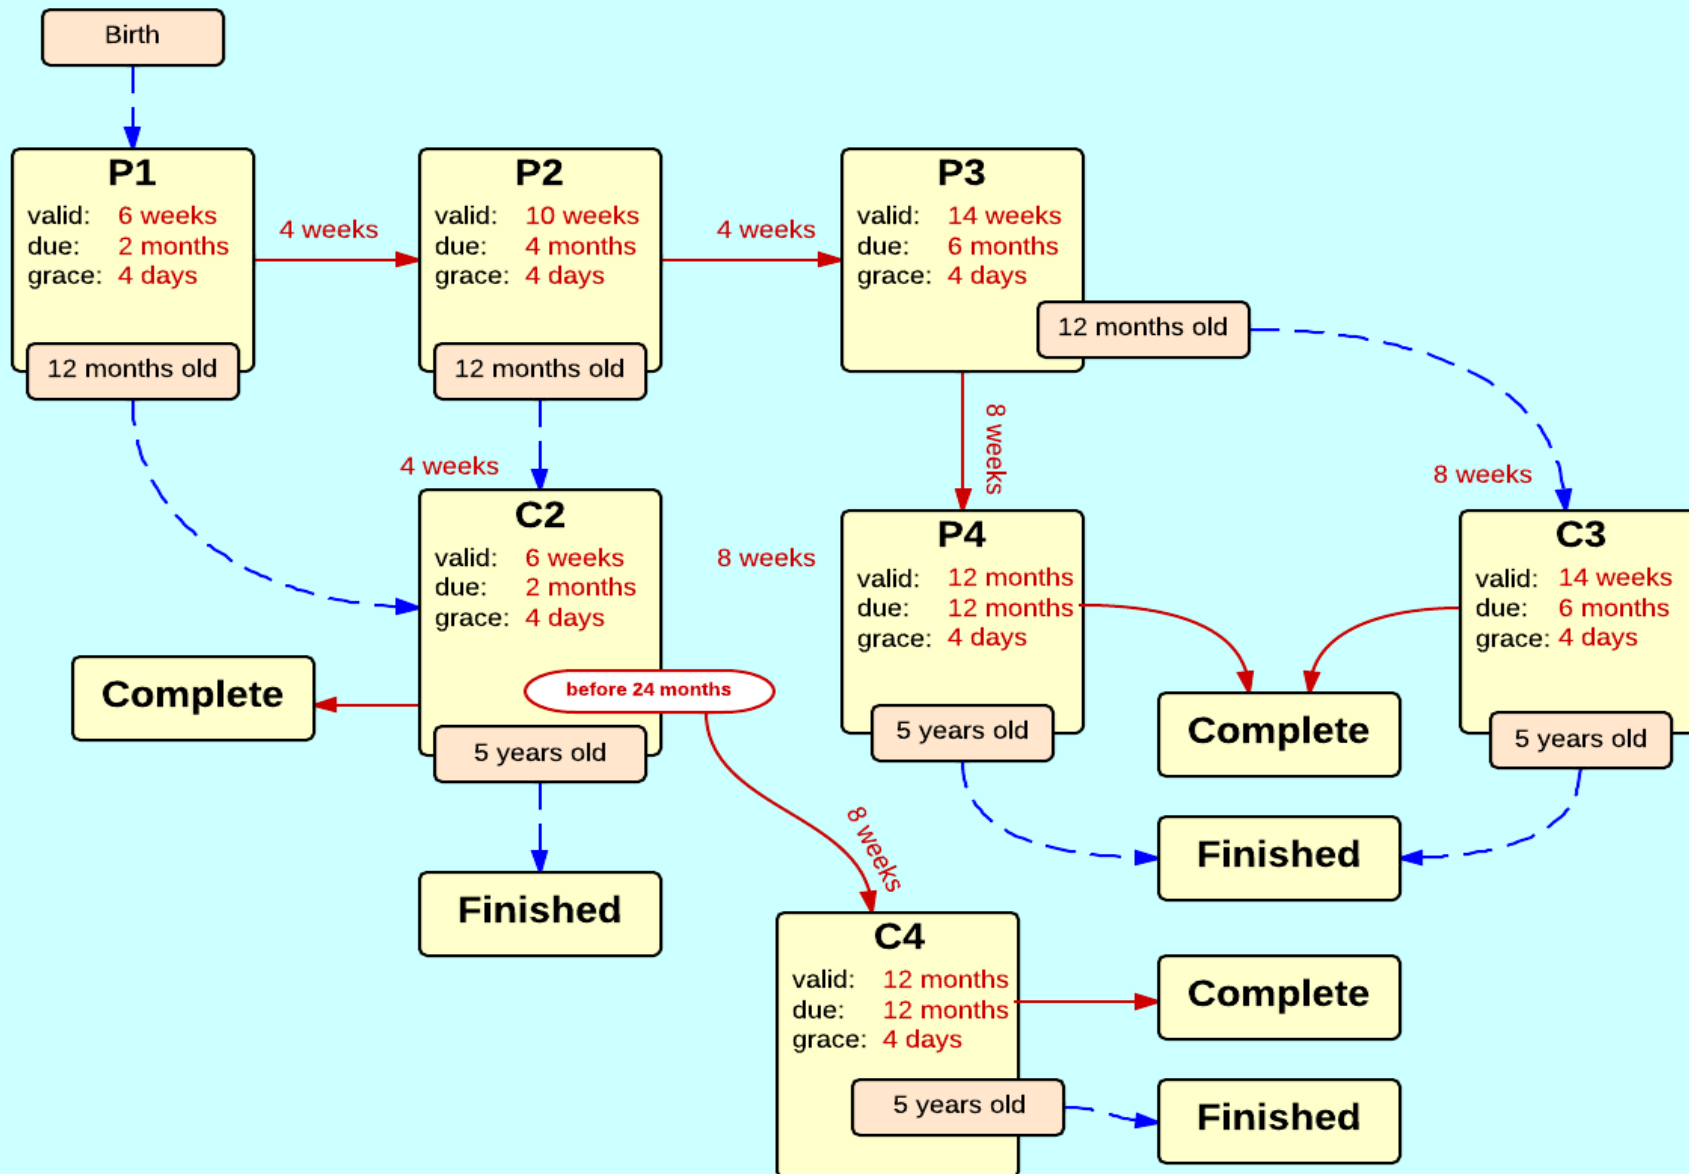 Birth
P1
valid: 6 weeks
due: 2 months
grace: 4 days
12 months old
4 weeks
P2
valid: 10 weeks
due: 4 months
grace: 4 days
12 months old
4 weeks
P3
valid: 14 weeks
due: 6 months
grace: 4 days
12 months old
8 weeks
8 weeks
4 weeks
C2
valid: 6 weeks
due: 2 months
grace: 4 days
before 24 months
5 years old
8 weeks
P4
valid: 12 months
due: 12 months
grace: 4 days
5 years old
C3
valid: 14 weeks
due: 6 months
grace: 4 days
5 years old
Complete
Complete
Finished
Finished
8 weeks
C4
valid: 12 months
due: 12 months
grace: 4 days
5 years old
Complete
Finished